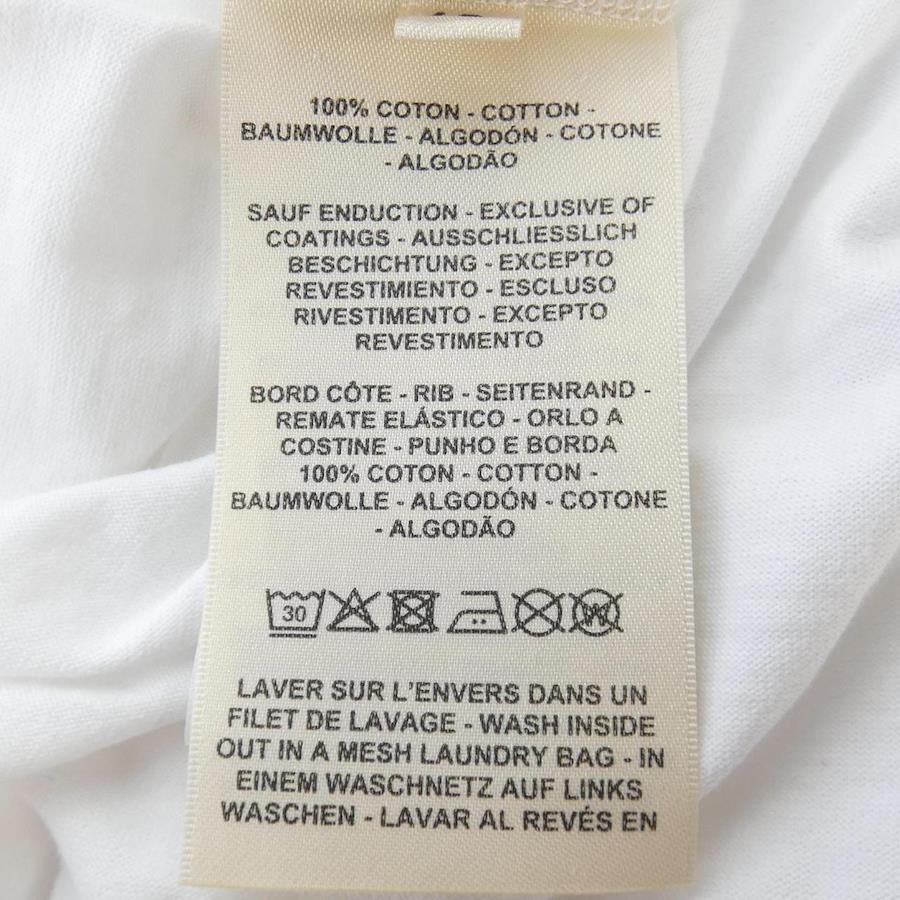 100% COTON - COTTON -
BAUMWOLLE - ALGODÓN - COTONE
- ALGODÃO
SAUF ENDUCTION - EXCLUSIVE OF
COATINGS - AUSSCHLIESSLICH
BESCHICHTUNG - EXCEPTO
REVESTIMIENTO - ESCLUSO
RIVESTIMENTO - EXCEPTO
REVESTIMENTO
BORD CÔTE - RIB - SEITENRAND -
REMATE ELÁSTICO - ORLO A
COSTINE - PUNHO E BORDA
100% COTON - COTTON -
BAUMWOLLE - ALGODÓN - COTONE
- ALGODÃO
30 W
LAVER SUR L'ENVERS DANS UN
FILET DE LAVAGE - WASH INSIDE
OUT IN A MESH LAUNDRY BAG - IN
EINEM WASCHNETZ AUF LINKS
WASCHEN - LAVAR AL REVÉS EN